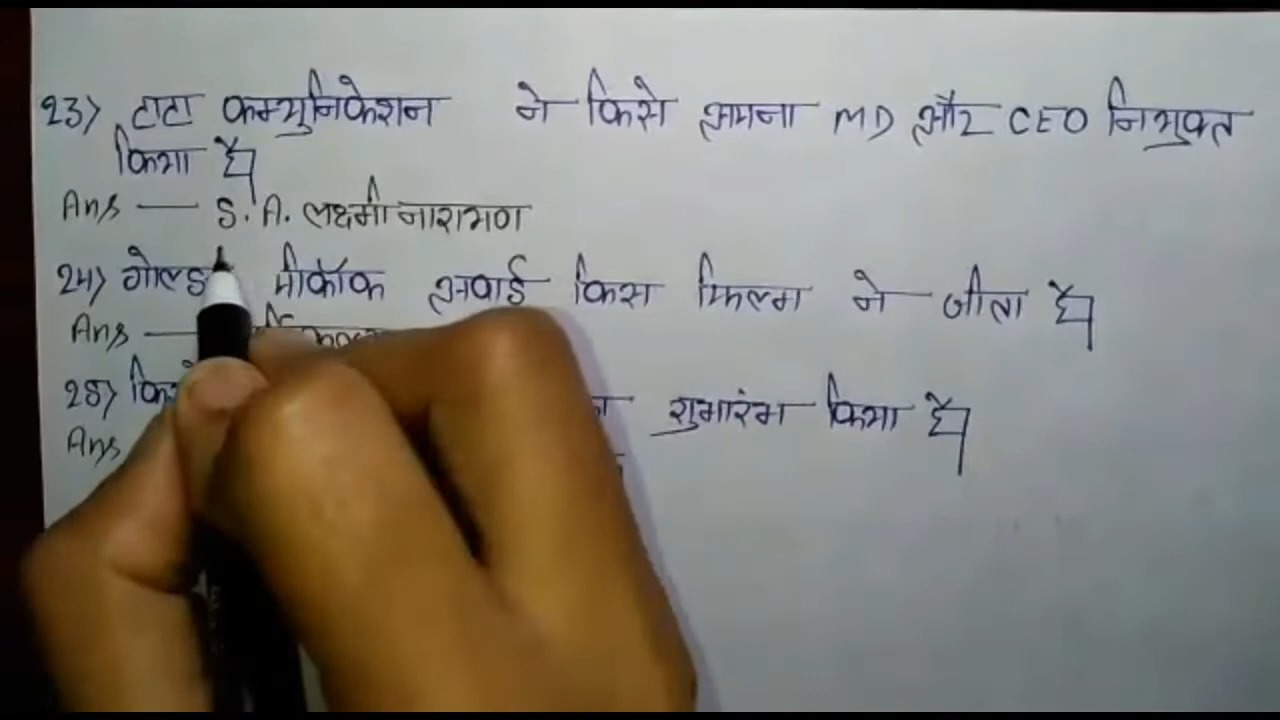 23) टाटा कम्युनिकेशन ने किसे अपना MD और CEO नियुक्त
किया है
Ans — S. A. लक्ष्मी नारायण
24) गोल्ड पीकॉक अवार्ड किस फिल्म ने जीता है
Ans —
25) शुभारंभ किया है
Ans